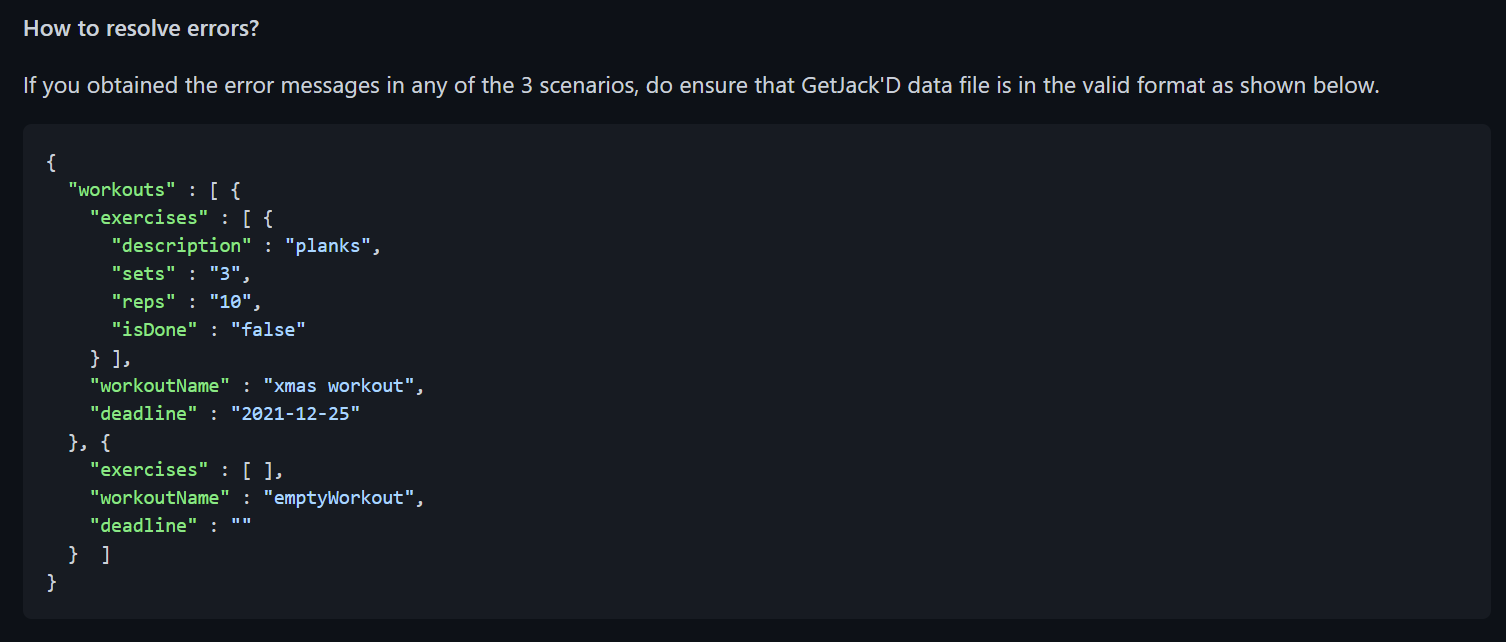 How to resolve errors?
If you obtained the error messages in any of the 3 scenarios, do ensure that GetJack'D data file is in the valid format as shown below.
{
  "workouts" : [ {
    "exercises" : [ {
      "description" : "planks",
      "sets" : "3",
      "reps" : "10",
      "isDone" : "false"
    } ],
    "workoutName" : "xmas workout",
    "deadline" : "2021-12-25"
  }, {
    "exercises" : [ ],
    "workoutName" : "emptyWorkout",
    "deadline" : ""
  }  ]
}